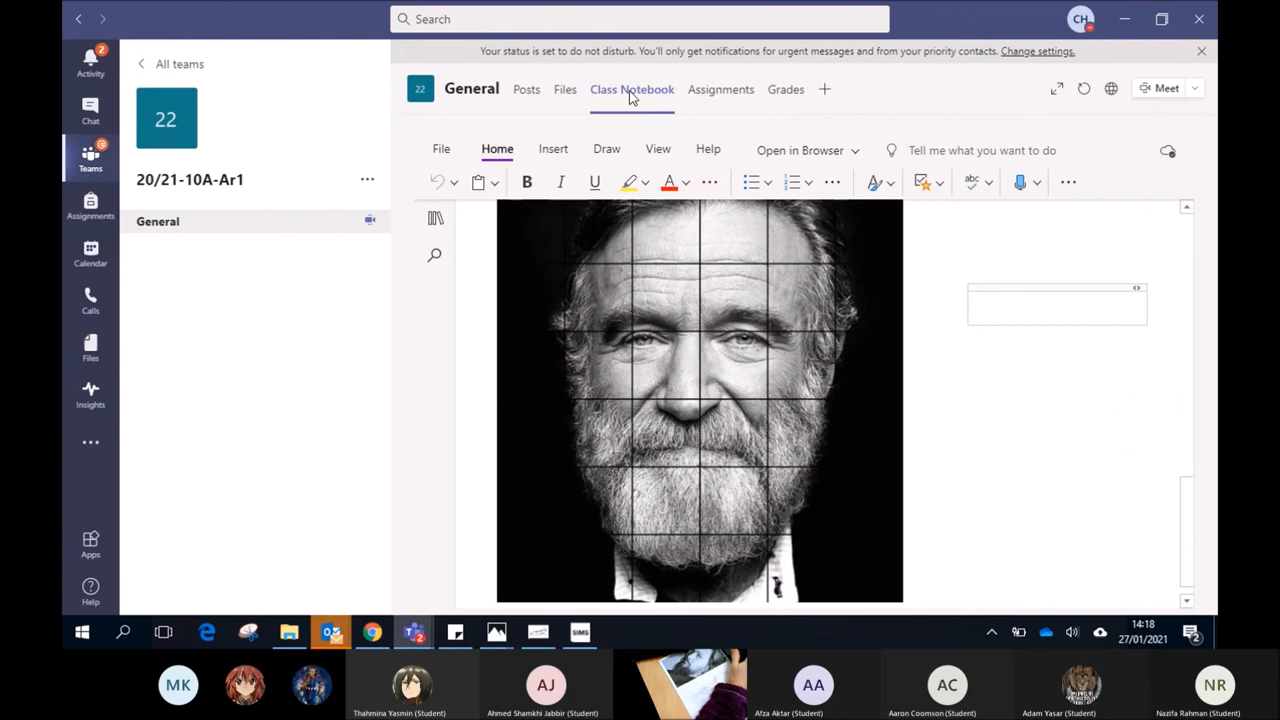 Search
CH
Your status is set to do not disturb. You'll only get notifications for urgent messages and from your priority contacts. Change settings.
2
Activity
Chat
Teams
Assignments
Calendar
Calls
Files
Insights
Apps
Help
All teams
22
20/21-10A-Ar1
General
22 General Posts Files Class Notebook Assignments Grades + Meet
File Home Insert Draw View Help Open in Browser Tell me what you want to do
B I U A abc
2
SIMS
14:18
27/01/2021
2
MK
Thahmina Yasmin (Student)
AJ
Ahmed Shamkhi Jabbir (Student)
AA
Afza Aktar (Student)
AC
Aaron Coomson (Student)
Adam Yasar (Student)
NR
Nazifa Rahman (Student)